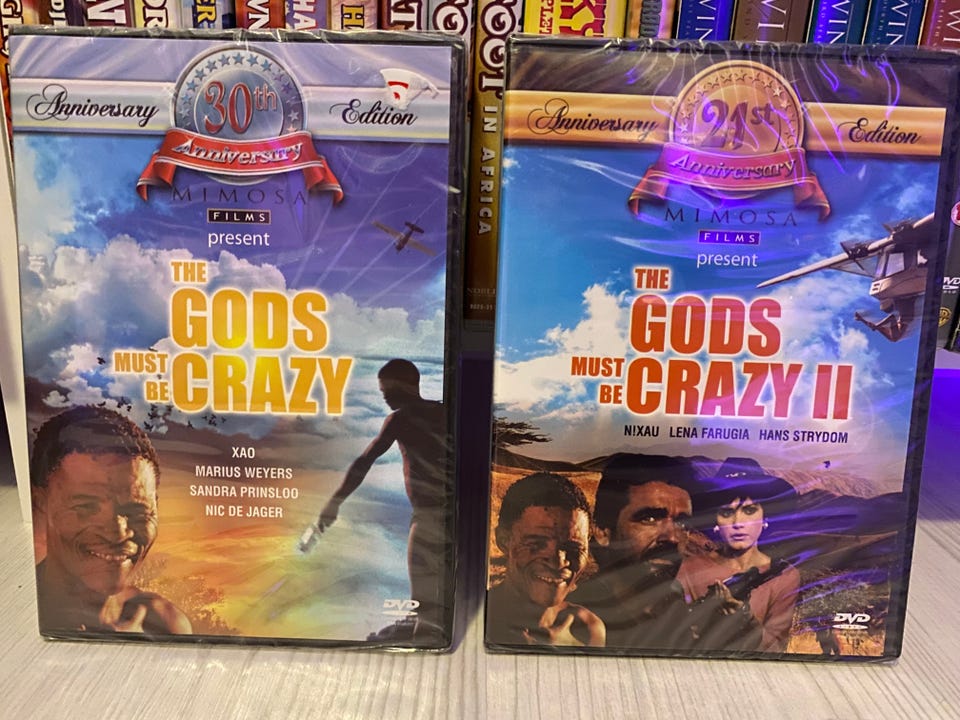 Anniversary
30th
Edition
Anniversary
MIMOSA
FILMS
present
THE
GODS
MUST
BE
CRAZY
XAO
MARIUS WEYERS
SANDRA PRINSLOO
NIC DE JAGER
DVD
IN AFRICA
Anniversary
21st
Edition
Anniversary
MIMOSA
FILMS
present
THE
GODS
MUST
BE
CRAZY II
N!XAU LENA FARUGIA HANS STRYDOM
DVD